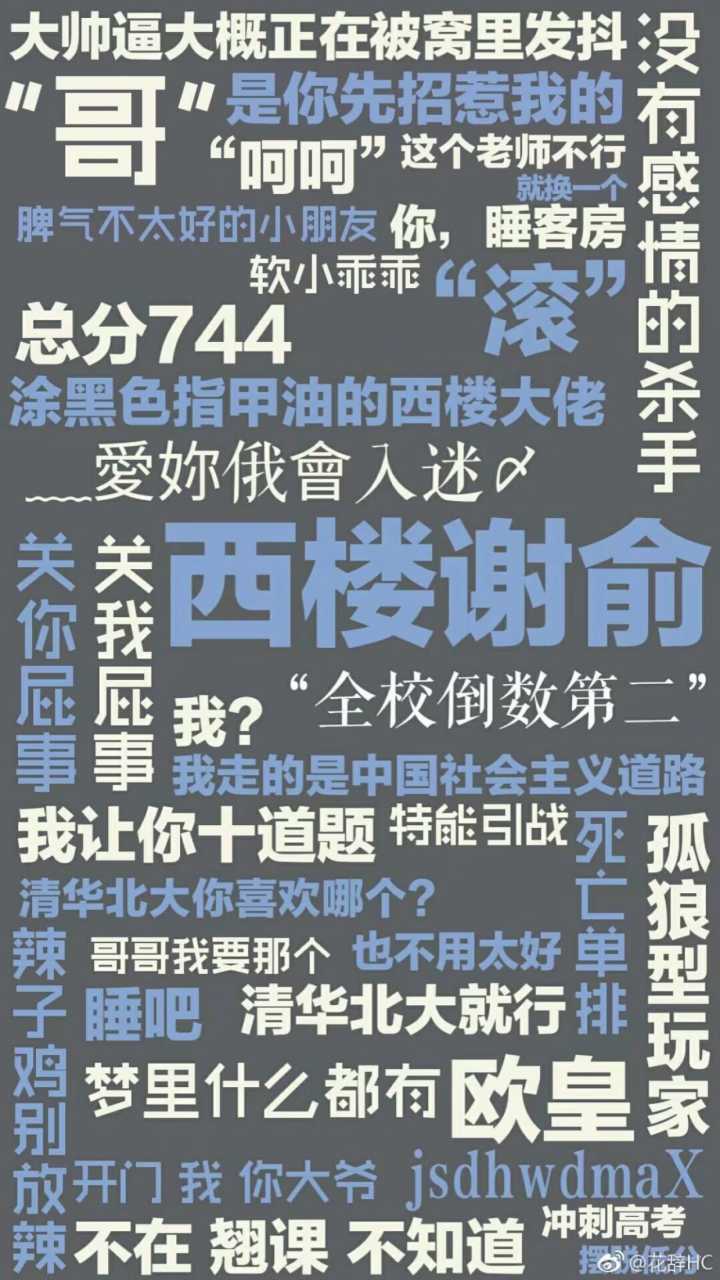 大帅逼大概正在被窝里发抖
没有感情的杀手
“哥”
是你先招惹我的
“呵呵”
这个老师不行
就换一个
脾气不太好的小朋友
你，睡客房
软小乖乖
“滚”
总分744
涂黑色指甲油的西楼大佬
﹏愛妳俄會入迷〆
西楼谢俞
关你屁事
关我屁事
“全校倒数第二”
我？
我走的是中国社会主义道路
我让你十道题
特能引战
死亡单排
孤狼型玩家
清华北大你喜欢哪个？
辣子鸡别放辣
哥哥我要那个
也不用太好
睡吧
清华北大就行
梦里什么都有
欧皇
开门 我 你大爷
jsdhwdmaX
不在 翘课 不知道
冲刺高考
摆脱低分
@花辞HC